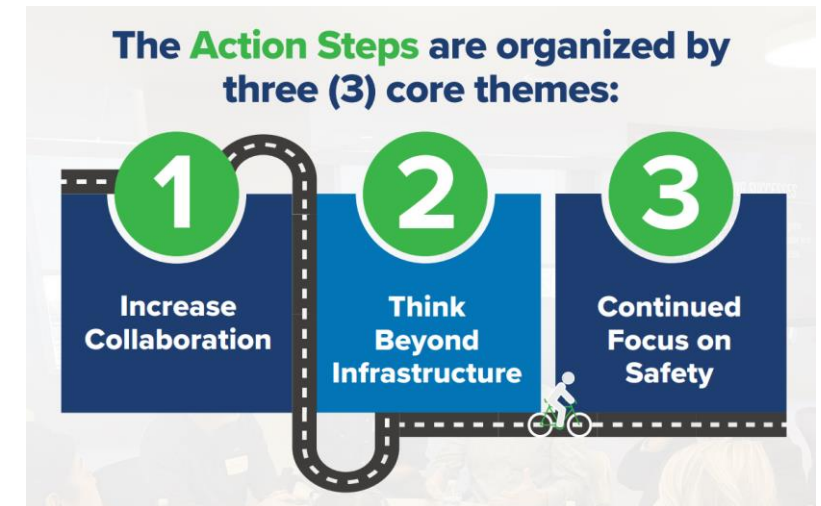 The Action Steps are organized by
three (3) core themes:
1
Increase
Collaboration
2
Think
Beyond
Infrastructure
3
Continued
Focus on
Safety